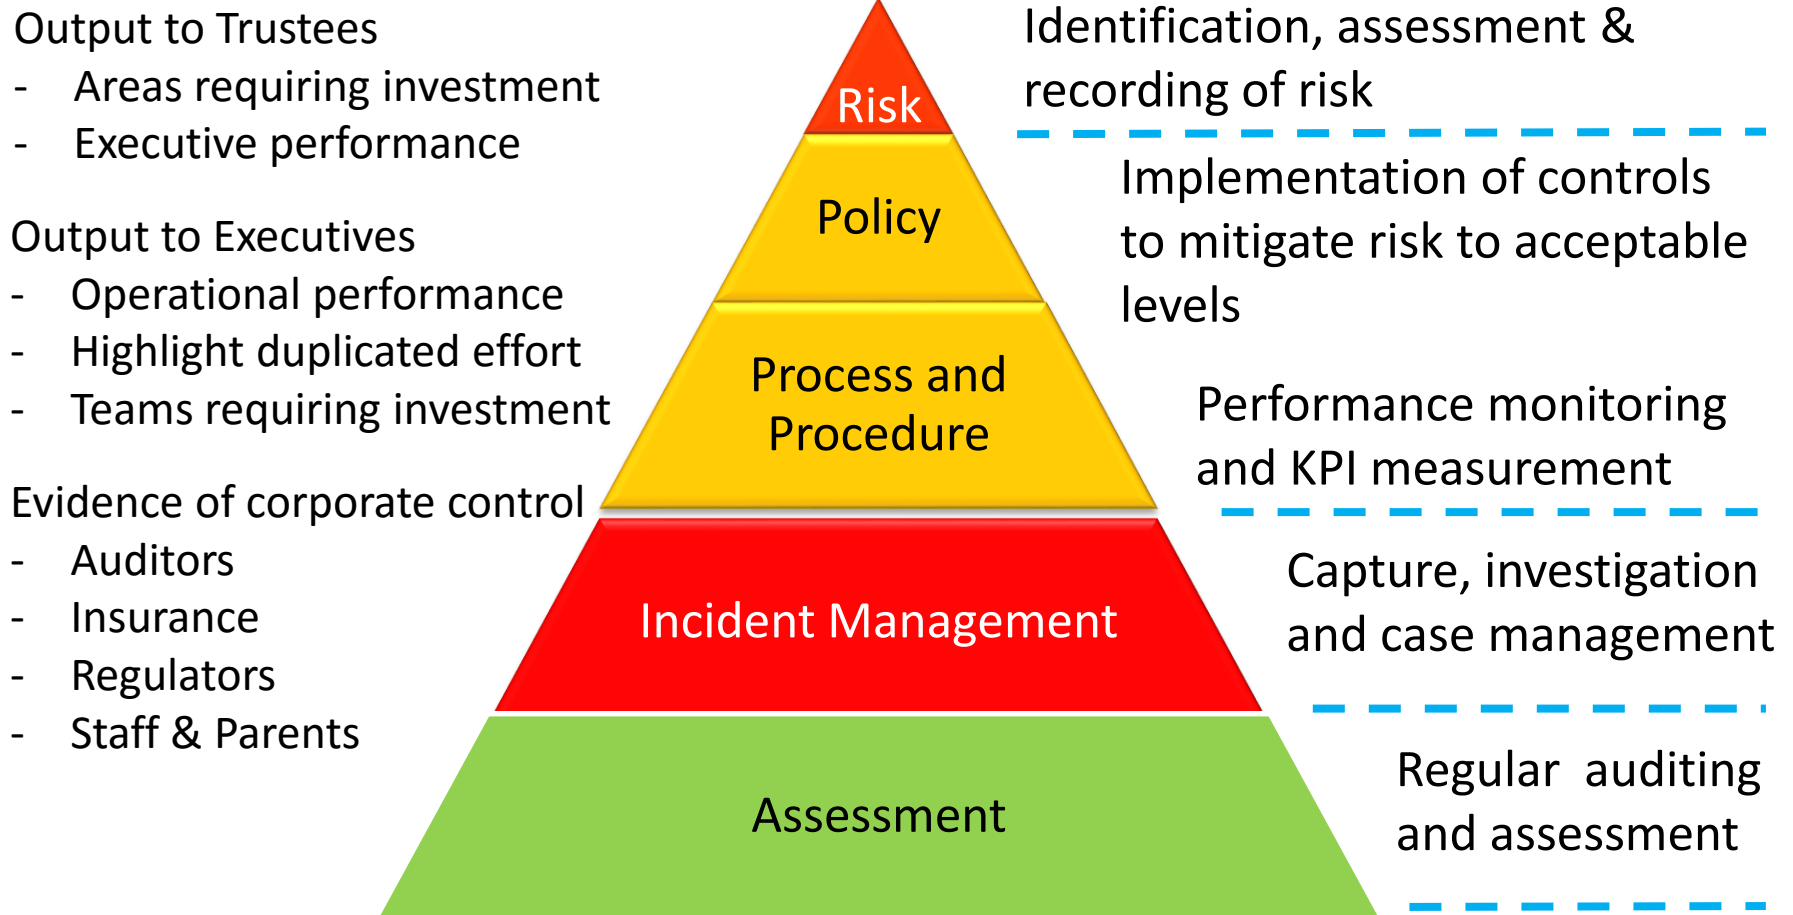 Output to Trustees
- Areas requiring investment
- Executive performance
Output to Executives
- Operational performance
- Highlight duplicated effort
- Teams requiring investment
Evidence of corporate control
- Auditors
- Insurance
- Regulators
- Staff & Parents
Risk
Policy
Process and
Procedure
Incident Management
Assessment
Identification, assessment &
recording of risk
Implementation of controls
to mitigate risk to acceptable
levels
Performance monitoring
and KPI measurement
Capture, investigation
and case management
Regular auditing
and assessment